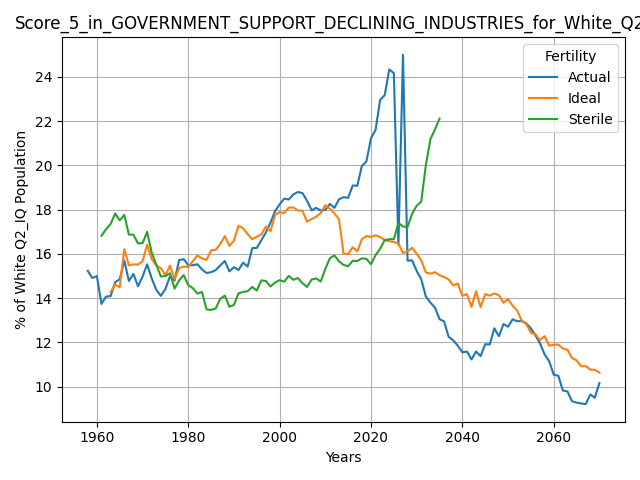 Score_5_in_GOVERNMENT_SUPPORT_DECLINING_INDUSTRIES_for_White_Q2
Fertility
Actual
Ideal
Sterile
% of White Q2_IQ Population
24
22
20
18
16
14
12
10
1960 1980 2000 2020 2040 2060
Years